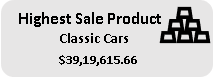 Highest Sale Product
Classic Cars
$39,19,615.66